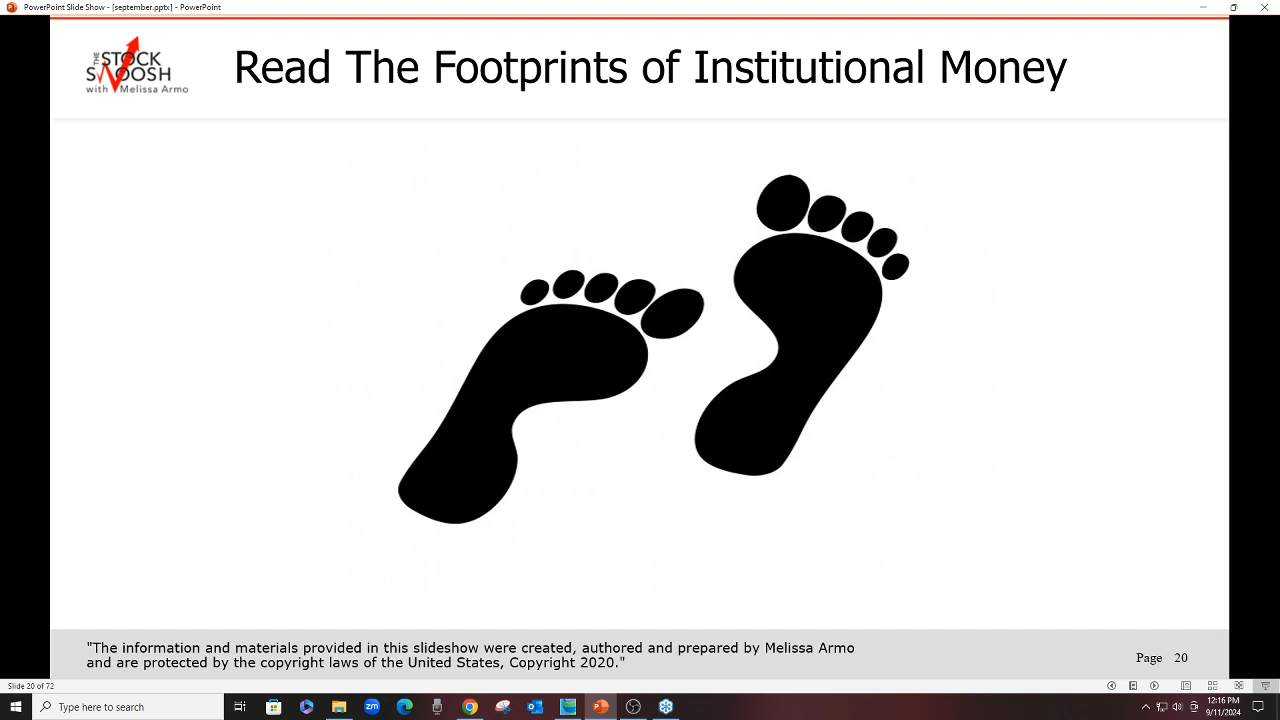 PowerPoint Slide Show - [september.pptx] - PowerPoint
THE
STOCK
SWOOSH
with Melissa Armo
Read The Footprints of Institutional Money
"The information and materials provided in this slideshow were created, authored and prepared by Melissa Armo
and are protected by the copyright laws of the United States, Copyright 2020."
Page 20
Slide 20 of 72
Type here to search
zm
12:16 PM
9/11/2024